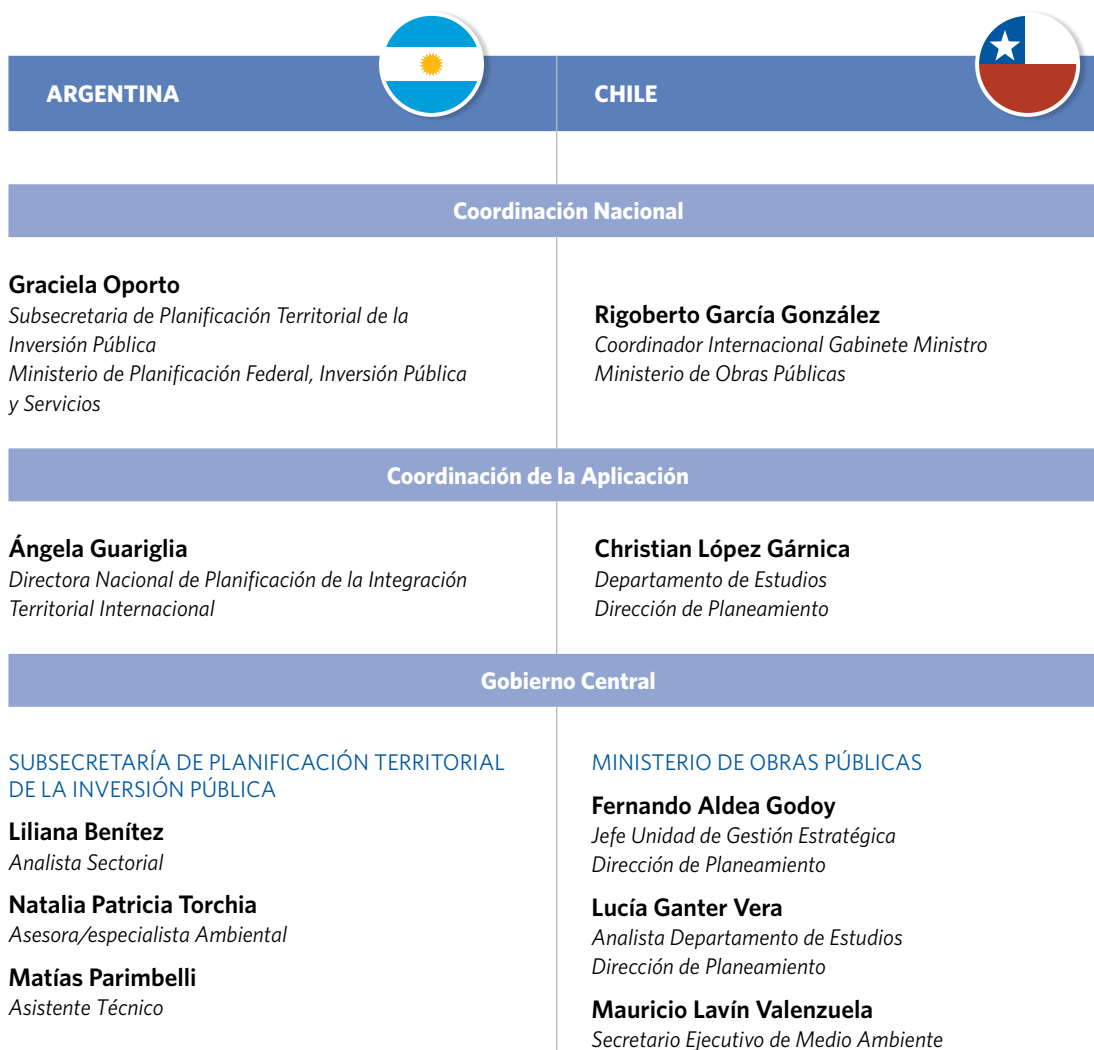 ARGENTINA
CHILE
Coordinación Nacional
Graciela Oporto
Subsecretaria de Planificación Territorial de la
Inversión Pública
Ministerio de Planificación Federal, Inversión Pública
y Servicios
Rigoberto García González
Coordinador Internacional Gabinete Ministro
Ministerio de Obras Públicas
Coordinación de la Aplicación
Ángela Guariglia
Directora Nacional de Planificación de la Integración
Territorial Internacional
Christian López Gárnica
Departamento de Estudios
Dirección de Planeamiento
Gobierno Central
SUBSECRETARÍA DE PLANIFICACIÓN TERRITORIAL
DE LA INVERSIÓN PÚBLICA
Liliana Benítez
Analista Sectorial
Natalia Patricia Torchia
Asesora/especialista Ambiental
Matías Parimbelli
Asistente Técnico
MINISTERIO DE OBRAS PÚBLICAS
Fernando Aldea Godoy
Jefe Unidad de Gestión Estratégica
Dirección de Planeamiento
Lucía Ganter Vera
Analista Departamento de Estudios
Dirección de Planeamiento
Mauricio Lavín Valenzuela
Secretario Ejecutivo de Medio Ambiente